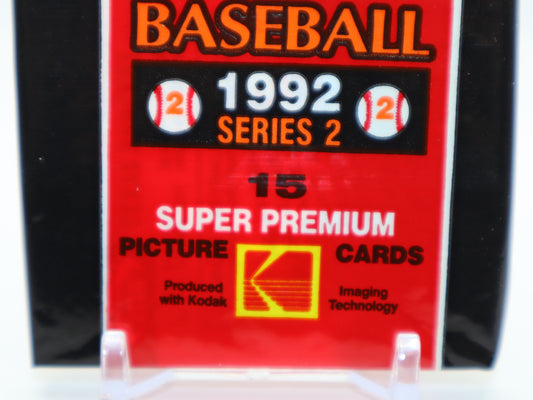 BASEBALL
2 1992 2
SERIES 2
15
SUPER PREMIUM
PICTURE CARDS
Produced Imaging
with Kodak Technology